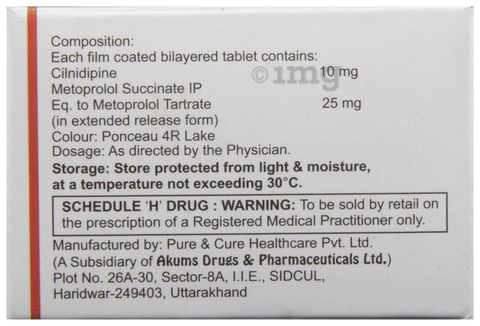 Composition:
Each film coated bilayered tablet contains:
Cilnidipine 10 mg
Metoprolol Succinate IP
Eq. to Metoprolol Tartrate 25 mg
(in extended release form)
Colour: Ponceau 4R Lake
Dosage: As directed by the Physician.
Storage: Store protected from light & moisture,
at a temperature not exceeding 30°C.
SCHEDULE 'H' DRUG : WARNING: To be sold by retail on
the prescription of a Registered Medical Practitioner only.
Manufactured by: Pure & Cure Healthcare Pvt. Ltd.
(A Subsidiary of Akums Drugs & Pharmaceuticals Ltd.)
Plot No. 26A-30, Sector-8A, I.I.E., SIDCUL,
Haridwar-249403, Uttarakhand
© 1mg